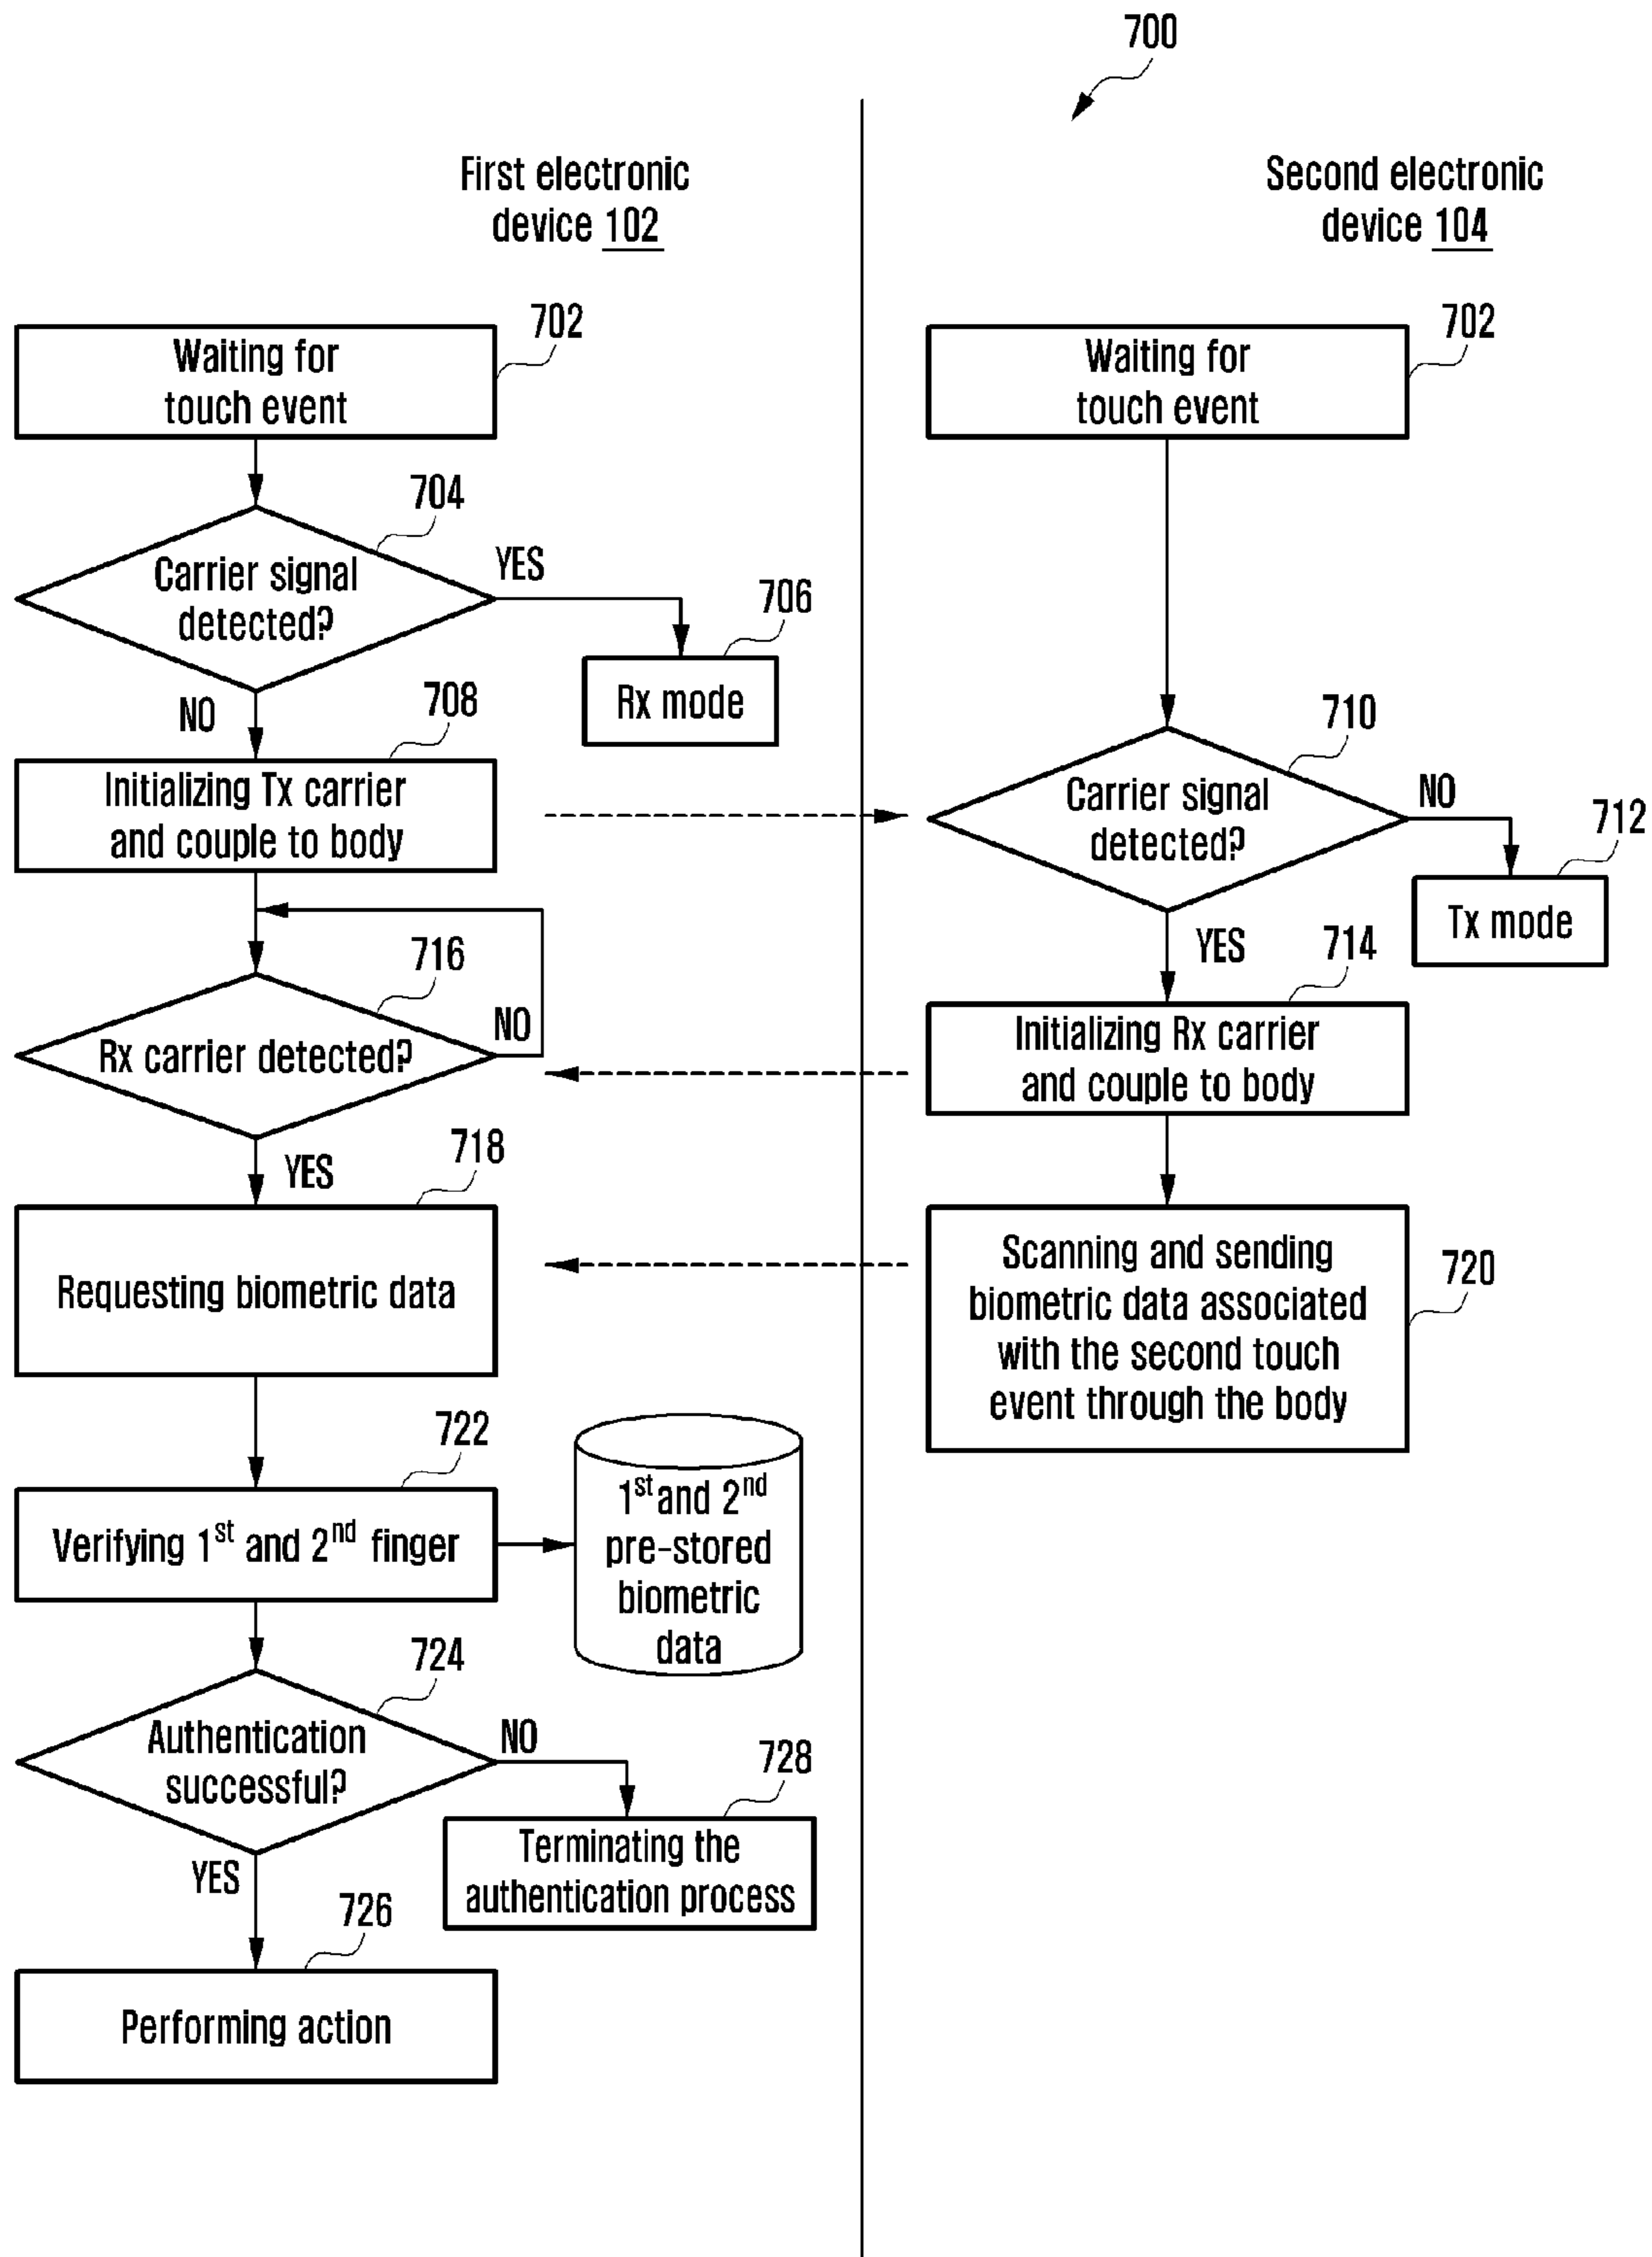 700
First electronic
device 102
Second electronic
device 104
702
Waiting for
touch event
702
Waiting for
touch event
704
Carrier signal
detected?
YES
706
Rx mode
NO
708
Initializing Tx carrier
and couple to body
710
Carrier signal
detected?
NO
712
Tx mode
YES
714
Initializing Rx carrier
and couple to body
716
Rx carrier detected?
NO
YES
718
Requesting biometric data
720
Scanning and sending
biometric data associated
with the second touch
event through the body
722
Verifying 1st and 2nd finger
1st and 2nd
pre-stored
biometric
data
724
Authentication
successful?
NO
728
Terminating the
authentication process
YES
726
Performing action